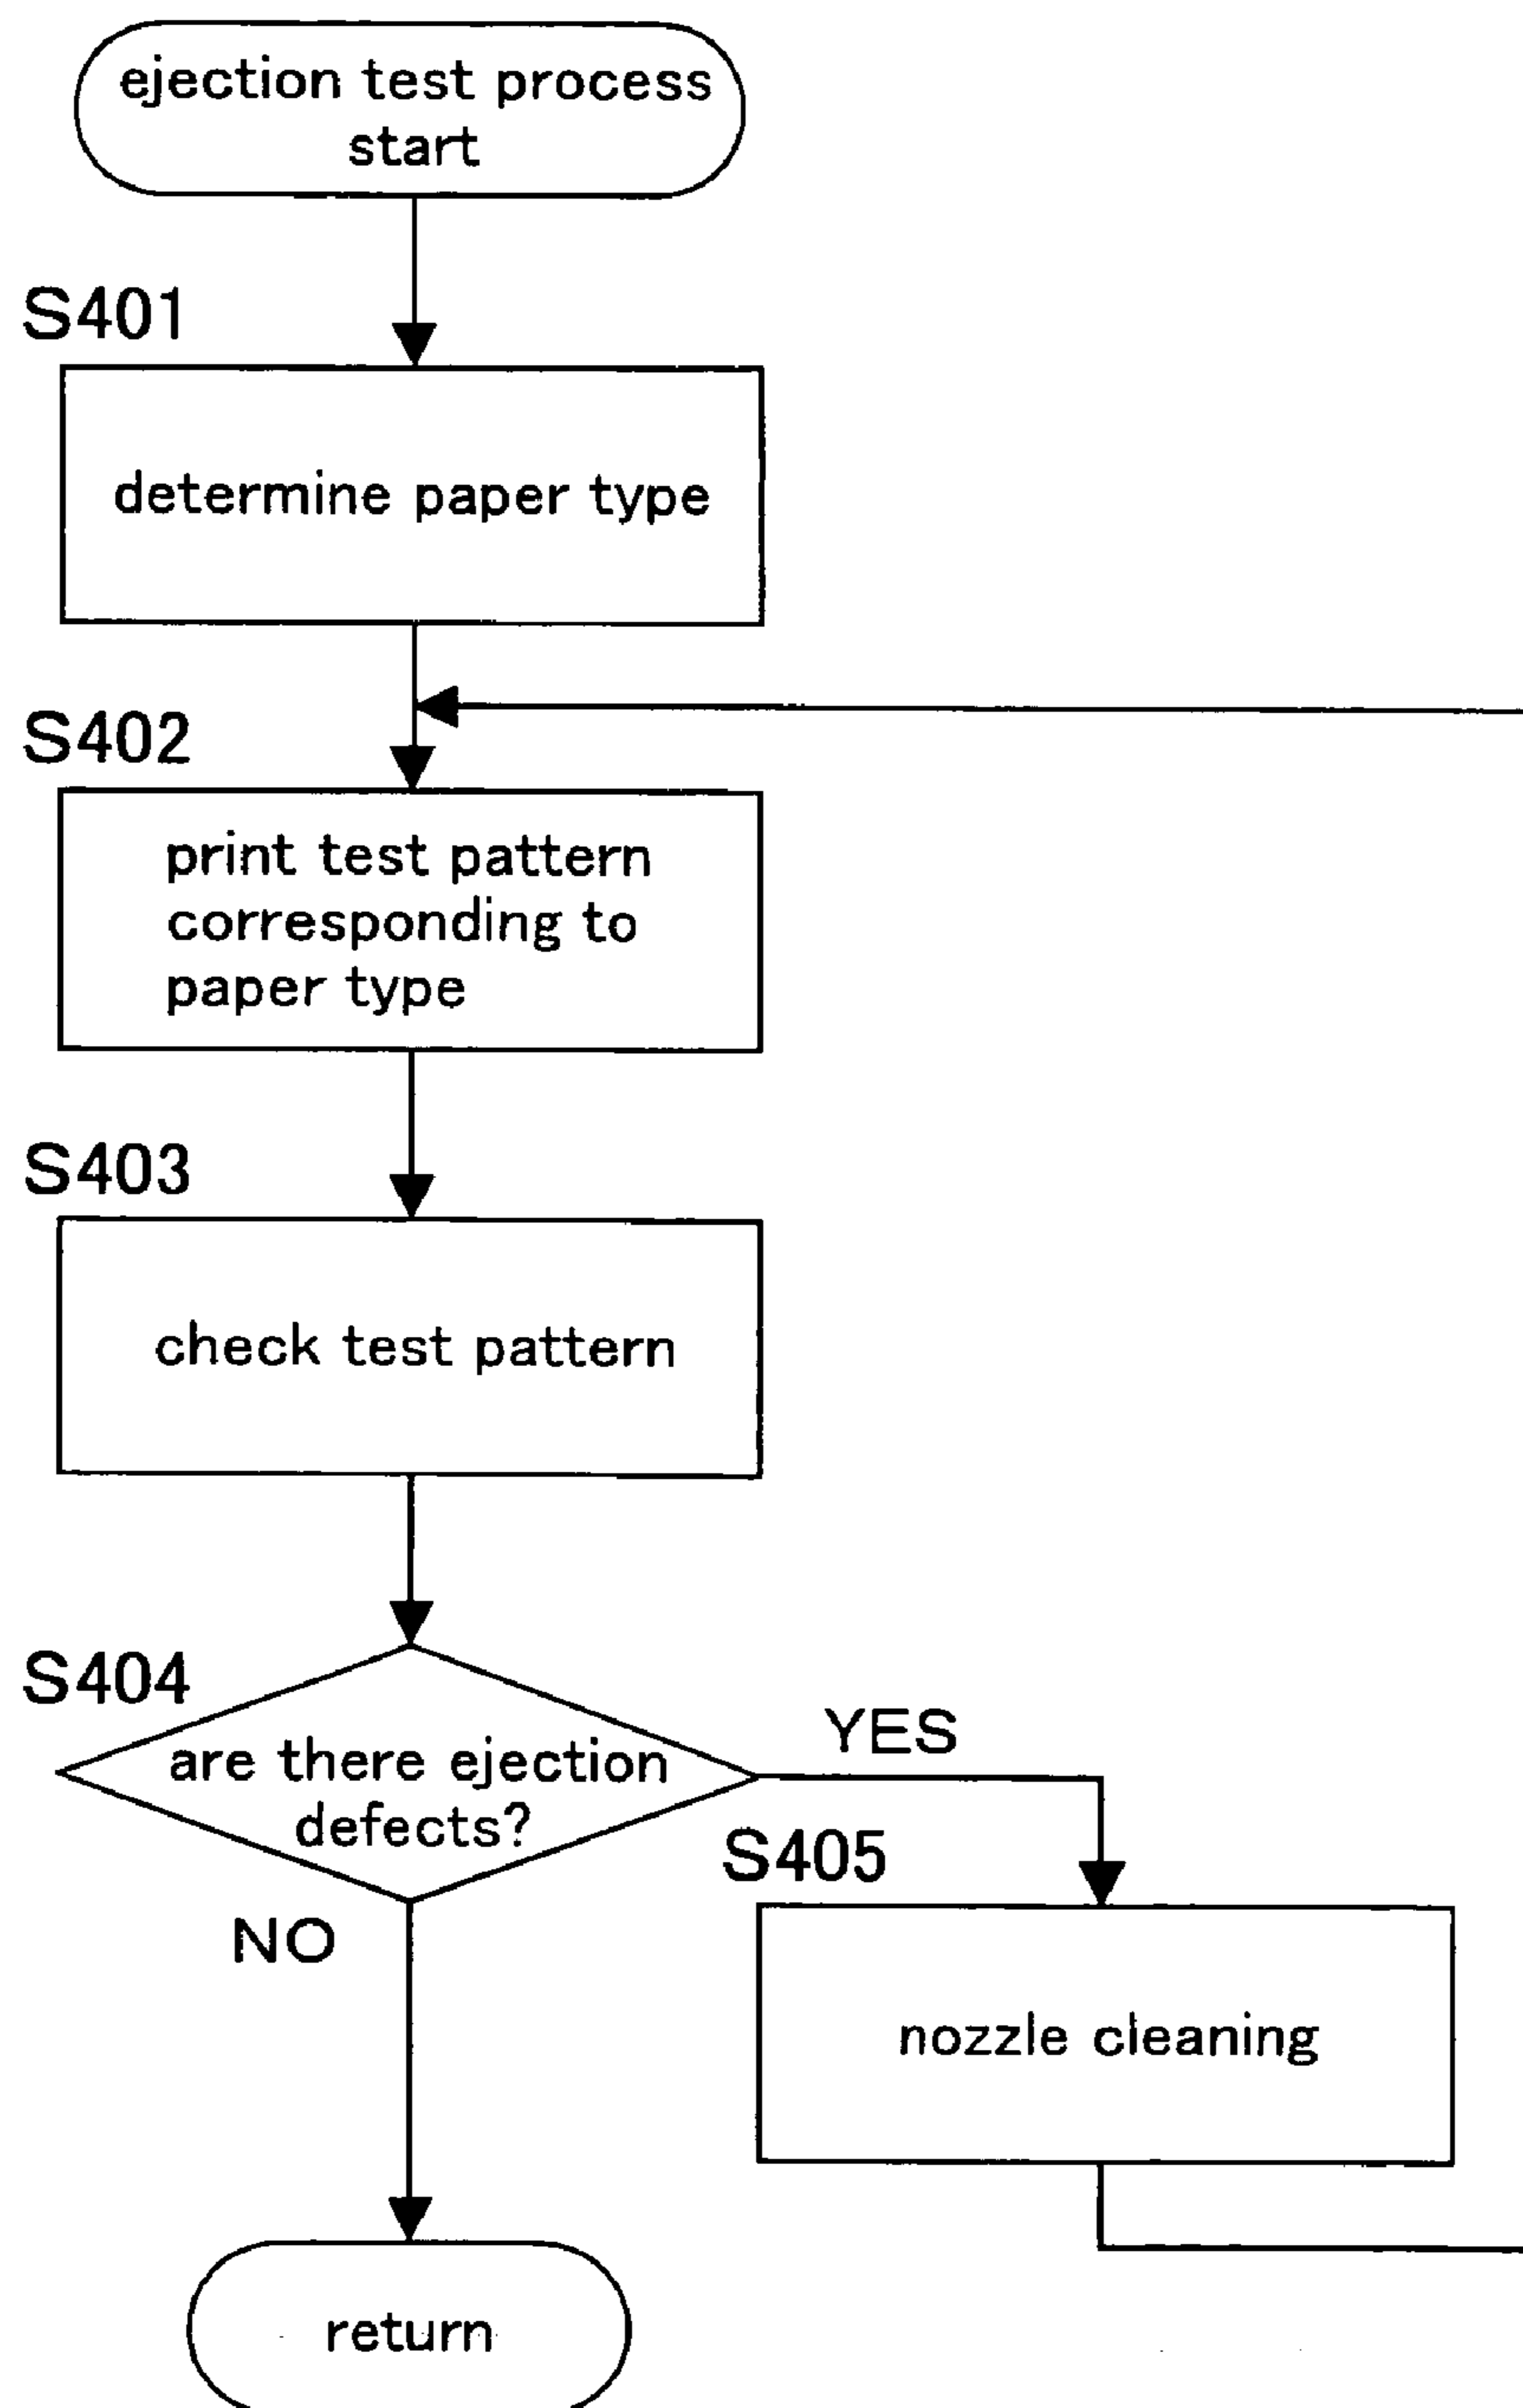 ejection test process
start
S401
determine paper type
S402
print test pattern
corresponding to
paper type
S403
check test pattern
S404
are there ejection
defects?
YES
S405
NO
nozzle cleaning
return